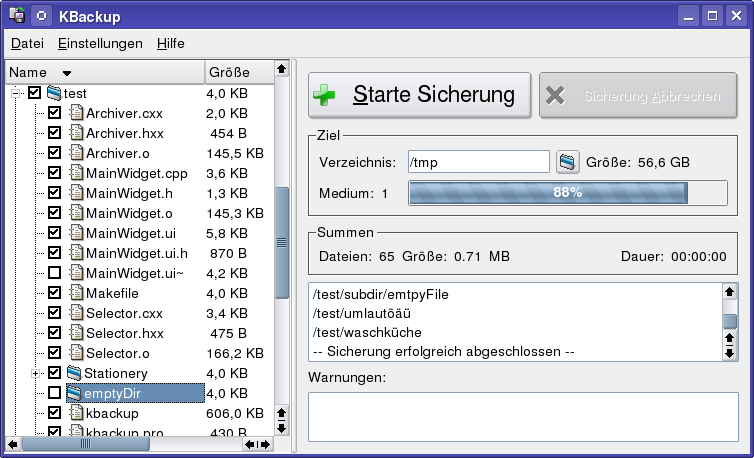 KBackup
Datei Einstellungen Hilfe
Name Größe
test 4,0 KB
Archiver.cxx 2,0 KB
Archiver.hxx 454 B
Archiver.o 145,5 KB
MainWidget.cpp 3,6 KB
MainWidget.h 1,3 KB
MainWidget.o 145,3 KB
MainWidget.ui 5,8 KB
MainWidget.ui.h 870 B
MainWidget.ui~ 4,2 KB
Makefile 4,0 KB
Selector.cxx 3,4 KB
Selector.hxx 475 B
Selector.o 166,2 KB
Stationery 4,0 KB
emptyDir 4,0 KB
kbackup 606,0 KB
kbackup.pro 430 B
Starte Sicherung
Sicherung Abbrechen
Ziel
Verzeichnis: /tmp Größe: 56,6 GB
Medium: 1 88%
Summen
Dateien: 65 Größe: 0.71 MB Dauer: 00:00:00
/test/subdir/emtpyFile
/test/umlautöäü
/test/waschküche
-- Sicherung erfolgreich abgeschlossen --
Warnungen: